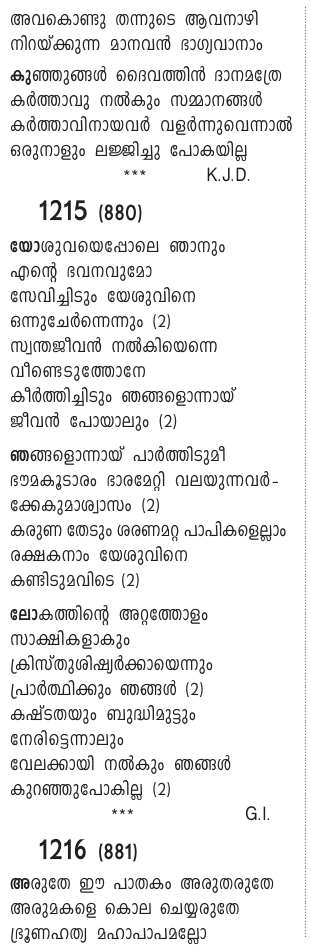 അവകൊണ്ടു തന്നുടെ ആവനാഴി
നിറയ്ക്കുന്ന മാനവൻ ഭാഗ്യവാനാം
കുഞ്ഞുങ്ങൾ ദൈവത്തിൻ ദാനമത്രേ
കർത്താവു നൽകും സമ്മാനങ്ങൾ
കർത്താവിനായവർ വളർന്നുവെന്നാൽ
ഒരുനാളും ലജ്ജിച്ചു പോകയില്ല
*** K.J.D.
1215 (880)
യോശുവയെപ്പോലെ ഞാനും
എന്റെ ഭവനവുമോ
സേവിച്ചിടും യേശുവിനെ
ഒന്നുചേർന്നെന്നും (2)
സ്വന്തജീവൻ നൽകിയെന്നെ
വീണ്ടെടുത്തോനേ
കീർത്തിച്ചിടും ഞങ്ങളൊന്നായ്
ജീവൻ പോയാലും (2)
ഞങ്ങളൊന്നായ് പാർത്തിടുമീ
ഭൗമകൂടാരം ഭാരമേറ്റി വലയുന്നവർ-
ക്കേകുമാശ്വാസം (2)
കരുണ തേടും ശരണമറ്റ പാപികളെല്ലാം
രക്ഷകനാം യേശുവിനെ
കണ്ടിടുമവിടെ (2)
ലോകത്തിന്റെ അറ്റത്തോളം
സാക്ഷികളാകും
ക്രിസ്തുശിഷ്യർക്കായെന്നും
പ്രാർത്ഥിക്കും ഞങ്ങൾ (2)
കഷ്ടതയും ബുദ്ധിമുട്ടും
നേരിട്ടെന്നാലും
വേലക്കായി നൽകും ഞങ്ങൾ
കുറഞ്ഞുപോകില്ല (2)
*** G.I.
1216 (881)
അരുതേ ഈ പാതകം അരുതരുതേ
അരുമകളെ കൊല ചെയ്യരുതേ
ഭ്രൂണഹത്യ മഹാപാപമല്ലോ